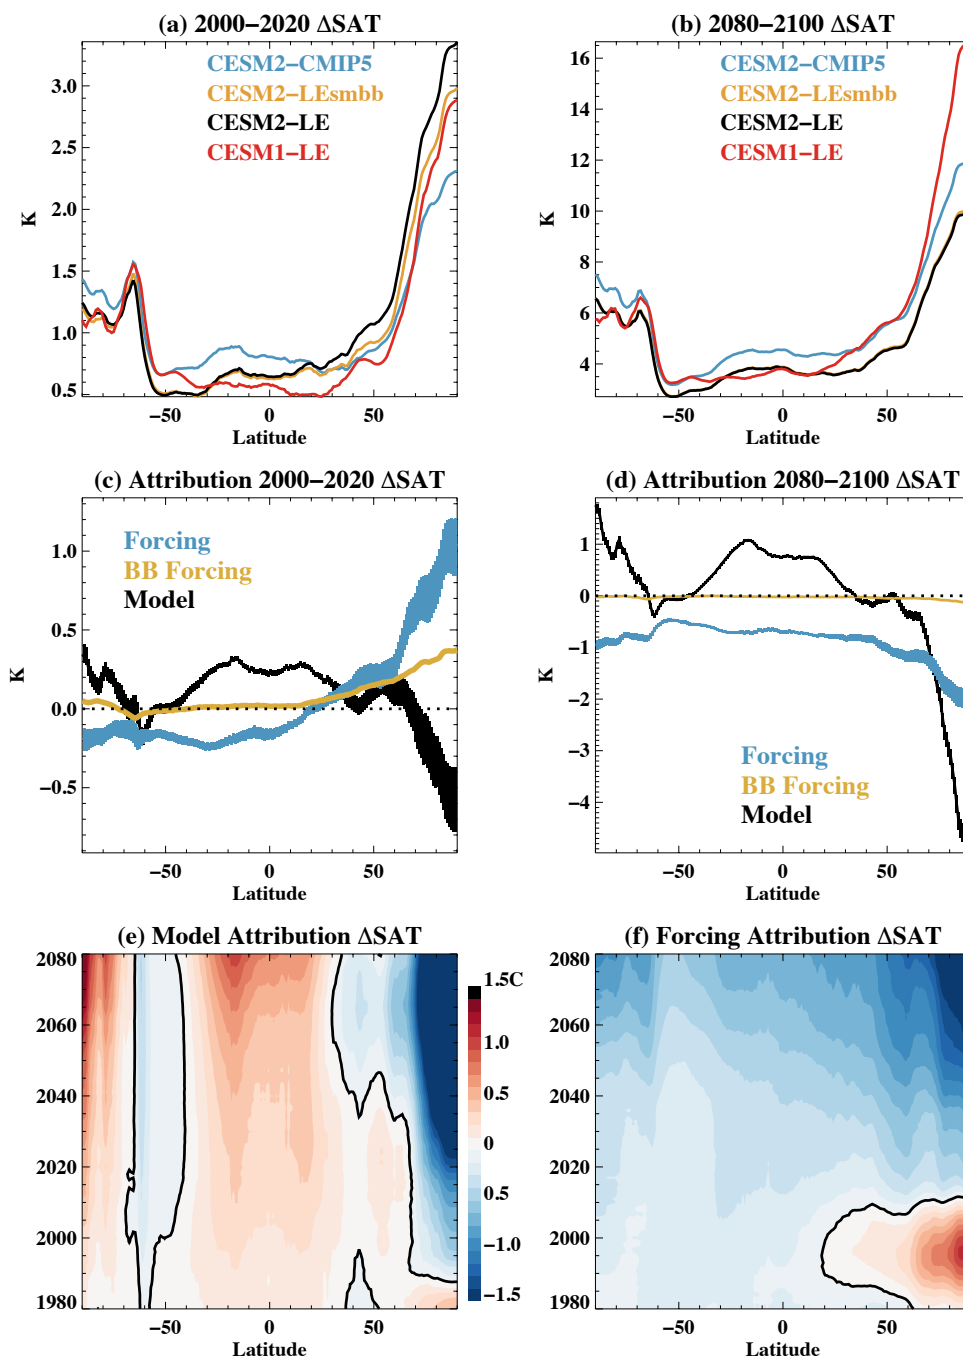 (a) 2000−2020 ΔSAT
(b) 2080−2100 ΔSAT
CESM2−CMIP5
CESM2−LEsmbb
CESM2−LE
CESM1−LE
CESM2−CMIP5
CESM2−LEsmbb
CESM2−LE
CESM1−LE
3.0
2.5
2.0
1.5
1.0
0.5
K
−50
0
50
Latitude
16
14
12
10
8
6
4
K
−50
0
50
Latitude
(c) Attribution 2000−2020 ΔSAT
(d) Attribution 2080−2100 ΔSAT
Forcing
BB Forcing
Model
1.0
0.5
0.0
−0.5
K
−50
0
50
Latitude
1
0
−1
−2
−3
−4
K
Forcing
BB Forcing
Model
−50
0
50
Latitude
(e) Model Attribution ΔSAT
(f) Forcing Attribution ΔSAT
2080
2060
2040
2020
2000
1980
−50
0
50
1.5C
1.0
0.5
0
0.5
−1.0
−1.5
2080
2060
2040
2020
2000
1980
−50
0
50